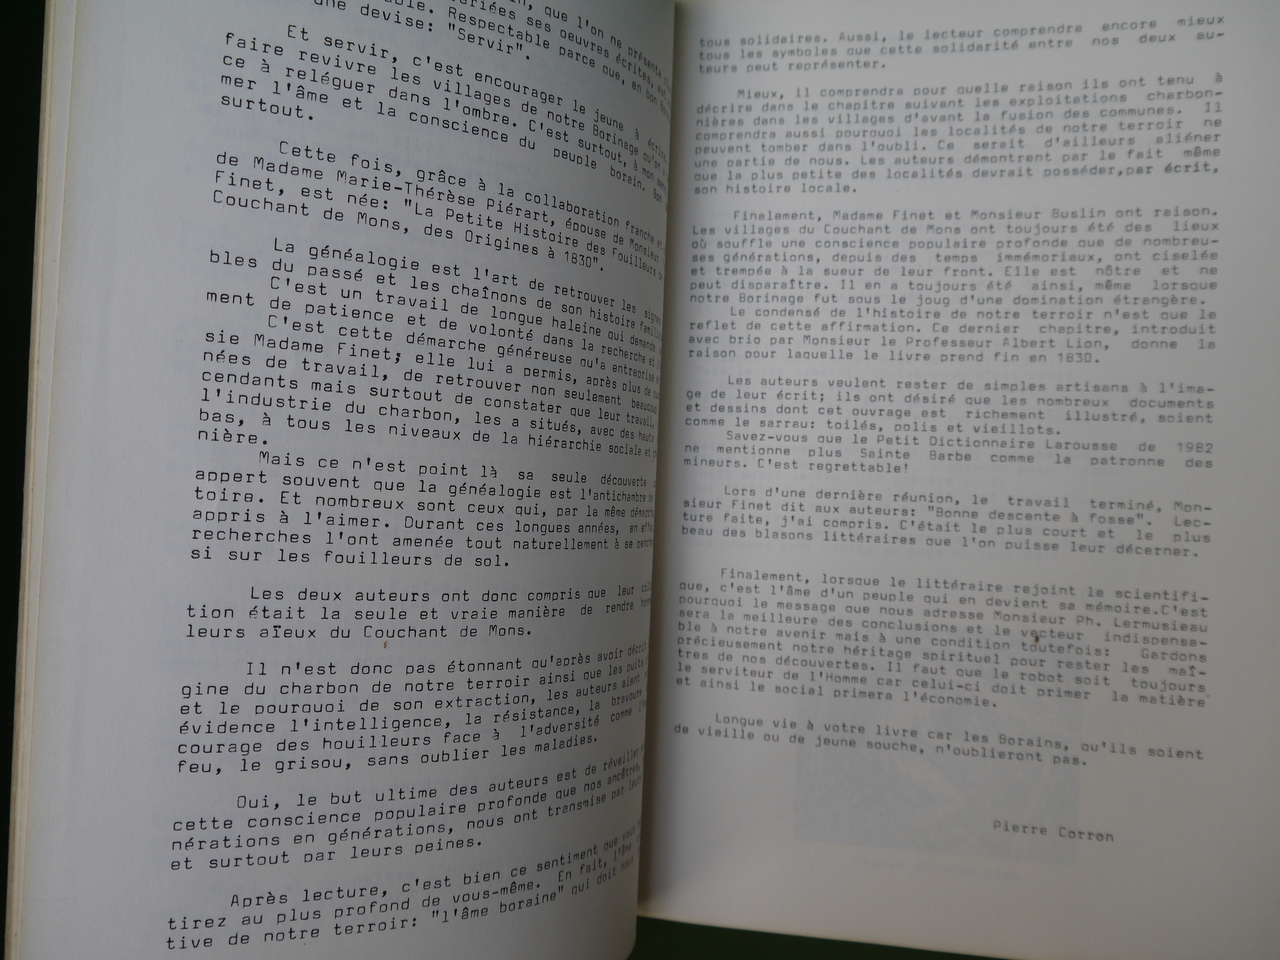 que l'on ne présente
Respectable parce que, en bon
une devise: "Servir".
Et servir, c'est encourager le jeune à écrire,
faire revivre les villages de notre Borinage qu'on a
ce à reléguer dans l'ombre. C'est surtout, à mon sens,
mer l'âme et la conscience du peuple borain. Son
surtout.
Cette fois, grâce à la collaboration franche et
de Madame Marie-Thérèse Piérart, épouse de Monsieur
Finet, est née: "La Petite Histoire des Fouilleurs de
Couchant de Mons, des Origines à 1830".
La généalogie est l'art de retrouver les
bles du passé et les chaînons de son histoire
C'est un travail de longue haleine qui demande
ment de patience et de volonté dans la recherche et
C'est cette démarche généreuse qu'a entreprise et
sie Madame Finet; elle lui a permis, après plus de
nées de travail, de retrouver non seulement beaucoup
cendants mais surtout de constater que leur travail,
l'industrie du charbon, les a situés, avec des hauts
bas, à tous les niveaux de la hiérarchie sociale et
nière.
Mais ce n'est point là sa seule découverte
appert souvent que la généalogie est l'antichambre de
toire. Et nombreux sont ceux qui, par la même démarche
appris à l'aimer. Durant ces longues années, en effet
recherches l'ont amenée tout naturellement à se
si sur les fouilleurs de sol.
Les deux auteurs ont donc compris que leur
tion était la seule et vraie manière de rendre
leurs aïeux du Couchant de Mons.
Il n'est donc pas étonnant qu'après avoir décrit
gine du charbon de notre terroir ainsi que les puits
et le pourquoi de son extraction, les auteurs aient
évidence l'intelligence, la résistance, la bravoure
courage des houilleurs face à l'adversité comme
feu, le grisou, sans oublier les maladies.
Oui, le but ultime des auteurs est de réveiller
cette conscience populaire profonde que nos ancêtres,
nérations en générations, nous ont transmise par leurs
et surtout par leurs peines.
Après lecture, c'est bien ce sentiment que vous
tirez au plus profond de vous-même. En fait, l'âme
tive de notre terroir: "l'âme boraine" qui doit nous
tous solidaires. Aussi, le lecteur comprendra encore mieux
tous les symboles que cette solidarité entre nos deux au-
teurs peut représenter.
Mieux, il comprendra pour quelle raison ils ont tenu à
décrire dans le chapitre suivant les exploitations charbon-
nières dans les villages d'avant la fusion des communes. Il
comprendra aussi pourquoi les localités de notre terroir ne
peuvent tomber dans l'oubli. Ce serait d'ailleurs aliéner
une partie de nous. Les auteurs démontrent par le fait même
que la plus petite des localités devrait posséder,par écrit,
son histoire locale.
Finalement, Madame Finet et Monsieur Buslin ont raison.
Les villages du Couchant de Mons ont toujours été des lieux
où souffle une conscience populaire profonde que de nombreu-
ses générations, depuis des temps immémoriaux, ont ciselée
et trempée à la sueur de leur front. Elle est nôtre et ne
peut disparaître. Il en a toujours été ainsi, même lorsque
notre Borinage fut sous le joug d'une domination étrangère.
Le condensé de l'histoire de notre terroir n'est que le
reflet de cette affirmation. Ce dernier chapitre, introduit
avec brio par Monsieur le Professeur Albert Lion, donne la
raison pour laquelle le livre prend fin en 1830.
Les auteurs veulent rester de simples artisans à l'ima-
ge de leur écrit; ils ont désiré que les nombreux documents
et dessins dont cet ouvrage est richement illustré, soient
comme le sarrau: toilés, polis et vieillots.
Savez-vous que le Petit Dictionnaire Larousse de 1982
ne mentionne plus Sainte Barbe comme la patronne des
mineurs. C'est regrettable!
Lors d'une dernière réunion, le travail terminé, Mon-
sieur Finet dit aux auteurs: "Bonne descente à fosse". Lec-
ture faite, j'ai compris. C'était le plus court et le plus
beau des blasons littéraires que l'on puisse leur décerner.
Finalement, lorsque le littéraire rejoint le scientifi-
que, c'est l'âme d'un peuple qui en devient sa mémoire.C'est
pourquoi le message que nous adresse Monsieur Ph. Lermusieau
sera la meilleure des conclusions et le vecteur indispensa-
ble à notre avenir mais à une condition toutefois: Gardons
précieusement notre héritage spirituel pour rester les maî-
tres de nos découvertes. Il faut que le robot soit toujours
le serviteur de l'Homme car celui-ci doit primer la matière
et ainsi le social primera l'économie.
Longue vie à votre livre car les Borains, qu'ils soient
de vieille ou de jeune souche, n'oublieront pas.
Pierre Corron